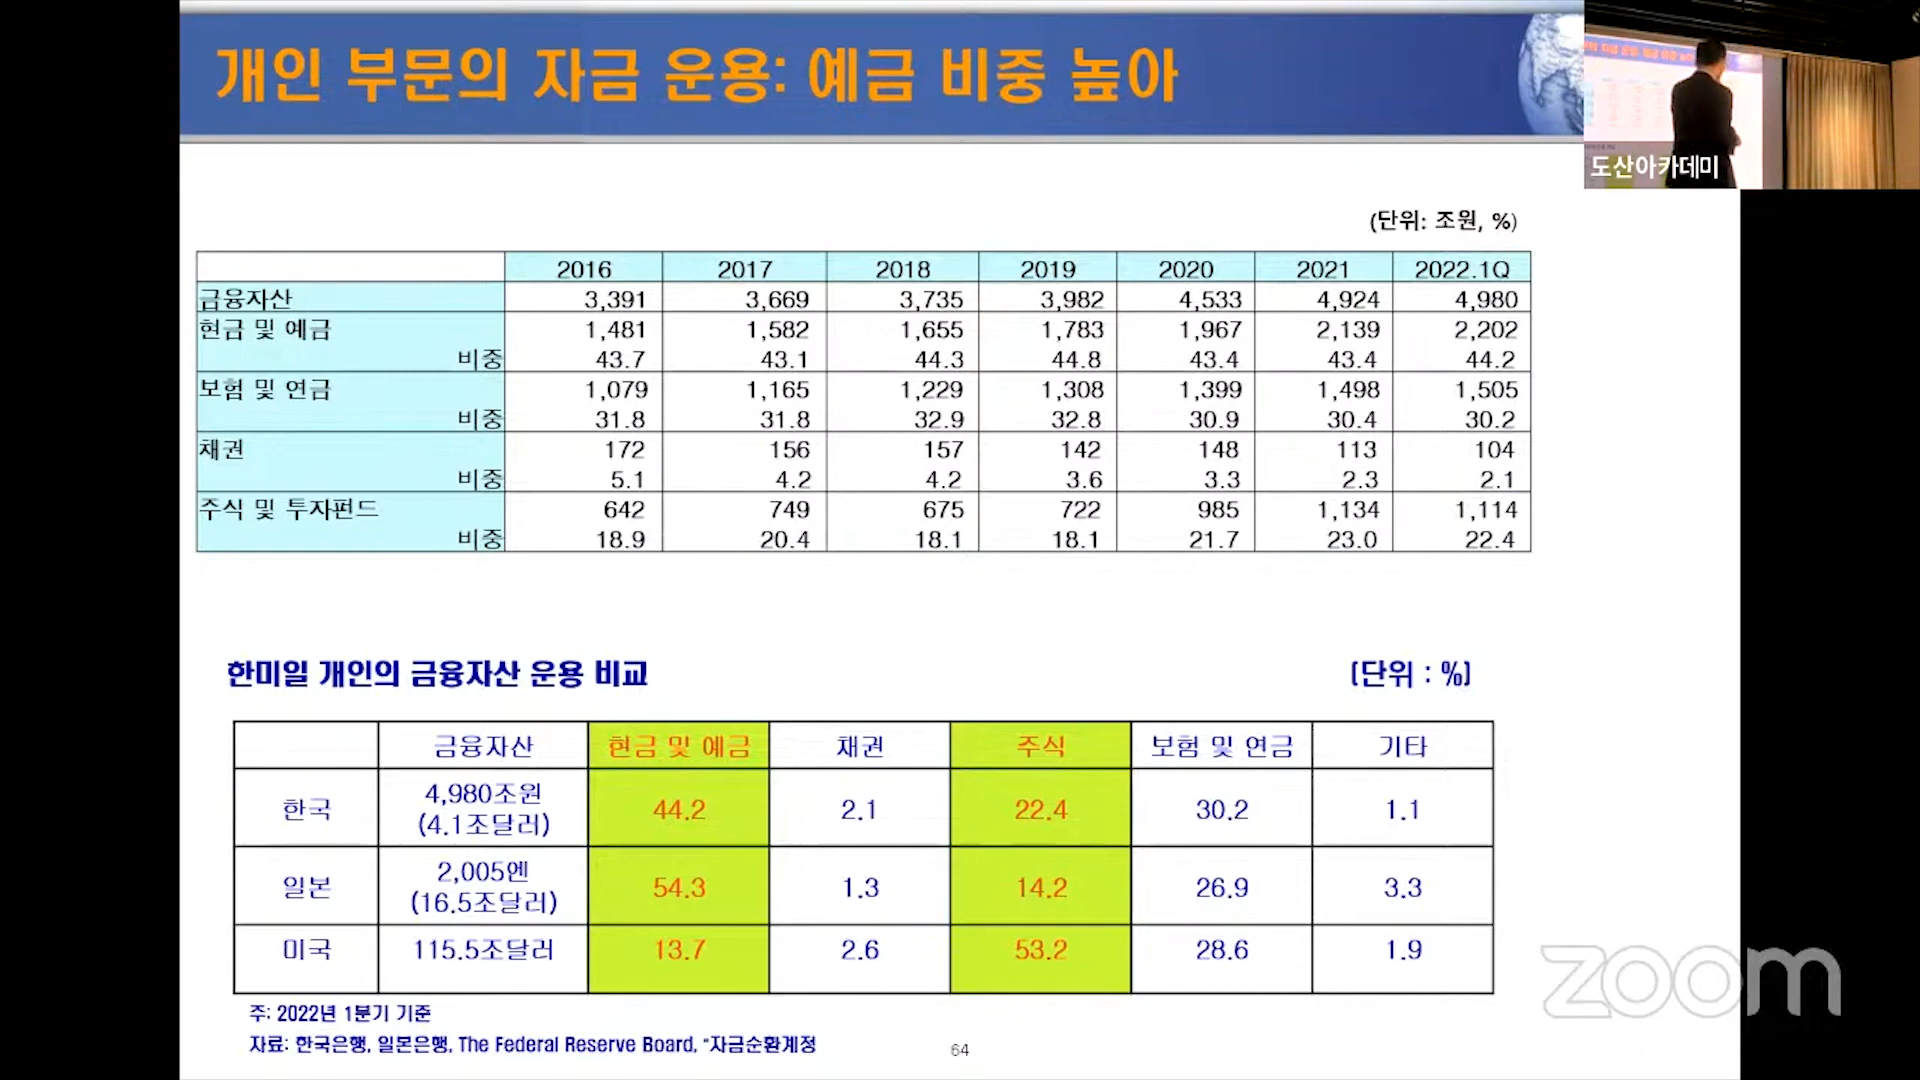 개인 부문의 자금 운용: 예금 비중 높아
도산아카데미
(단위: 조원, %)
2016 2017 2018 2019 2020 2021 2022.1Q
금융자산 3,391 3,669 3,735 3,982 4,533 4,924 4,980
현금 및 예금 1,481 1,582 1,655 1,783 1,967 2,139 2,202
비중 43.7 43.1 44.3 44.8 43.4 43.4 44.2
보험 및 연금 1,079 1,165 1,229 1,308 1,399 1,498 1,505
비중 31.8 31.8 32.9 32.8 30.9 30.4 30.2
채권 172 156 157 142 148 113 104
비중 5.1 4.2 4.2 3.6 3.3 2.3 2.1
주식 및 투자펀드 642 749 675 722 985 1,134 1,114
비중 18.9 20.4 18.1 18.1 21.7 23.0 22.4
한미일 개인의 금융자산 운용 비교 (단위 : %)
금융자산 현금 및 예금 채권 주식 보험 및 연금 기타
한국 4,980조원 44.2 2.1 22.4 30.2 1.1
(4.1조달러)
일본 2,005엔 54.3 1.3 14.2 26.9 3.3
(16.5조달러)
미국 115.5조달러 13.7 2.6 53.2 28.6 1.9
주: 2022년 1분기 기준
자료: 한국은행, 일본은행, The Federal Reserve Board, “자금순환계정
64
zoom